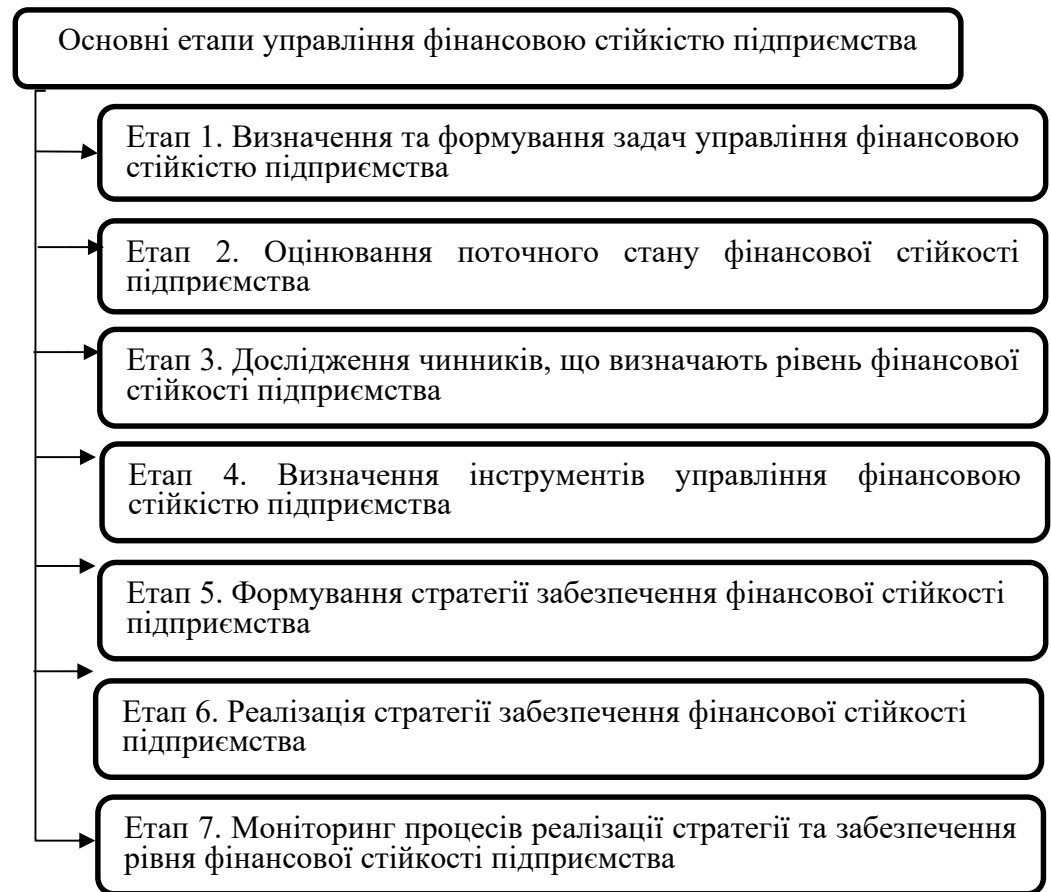 Основні етапи управління фінансовою стійкістю підприємства
Етап 1. Визначення та формування задач управління фінансовою
стійкістю підприємства
Етап 2. Оцінювання поточного стану фінансової стійкості
підприємства
Етап 3. Дослідження чинників, що визначають рівень фінансової
стійкості підприємства
Етап 4. Визначення інструментів управління фінансовою
стійкістю підприємства
Етап 5. Формування стратегії забезпечення фінансової стійкості
підприємства
Етап 6. Реалізація стратегії забезпечення фінансової стійкості
підприємства
Етап 7. Моніторинг процесів реалізації стратегії та забезпечення
рівня фінансової стійкості підприємства